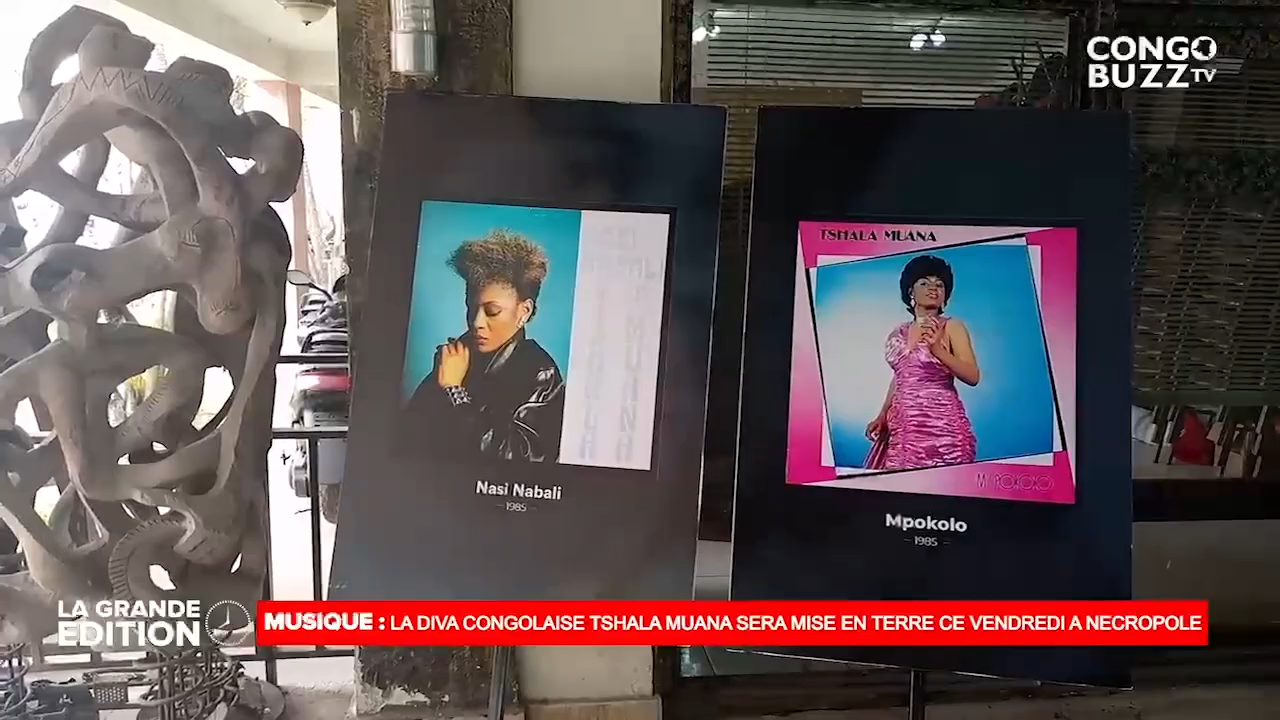 CONGO
BUZZ TV
TSHALA MUANA
MPOKOLO
Nasi Nabali
1985
Mpokolo
1985
LA GRANDE
EDITION
MUSIQUE : LA DIVA CONGOLAISE TSHALA MUANA SERA MISE EN TERRE CE VENDREDI A NECROPOLE